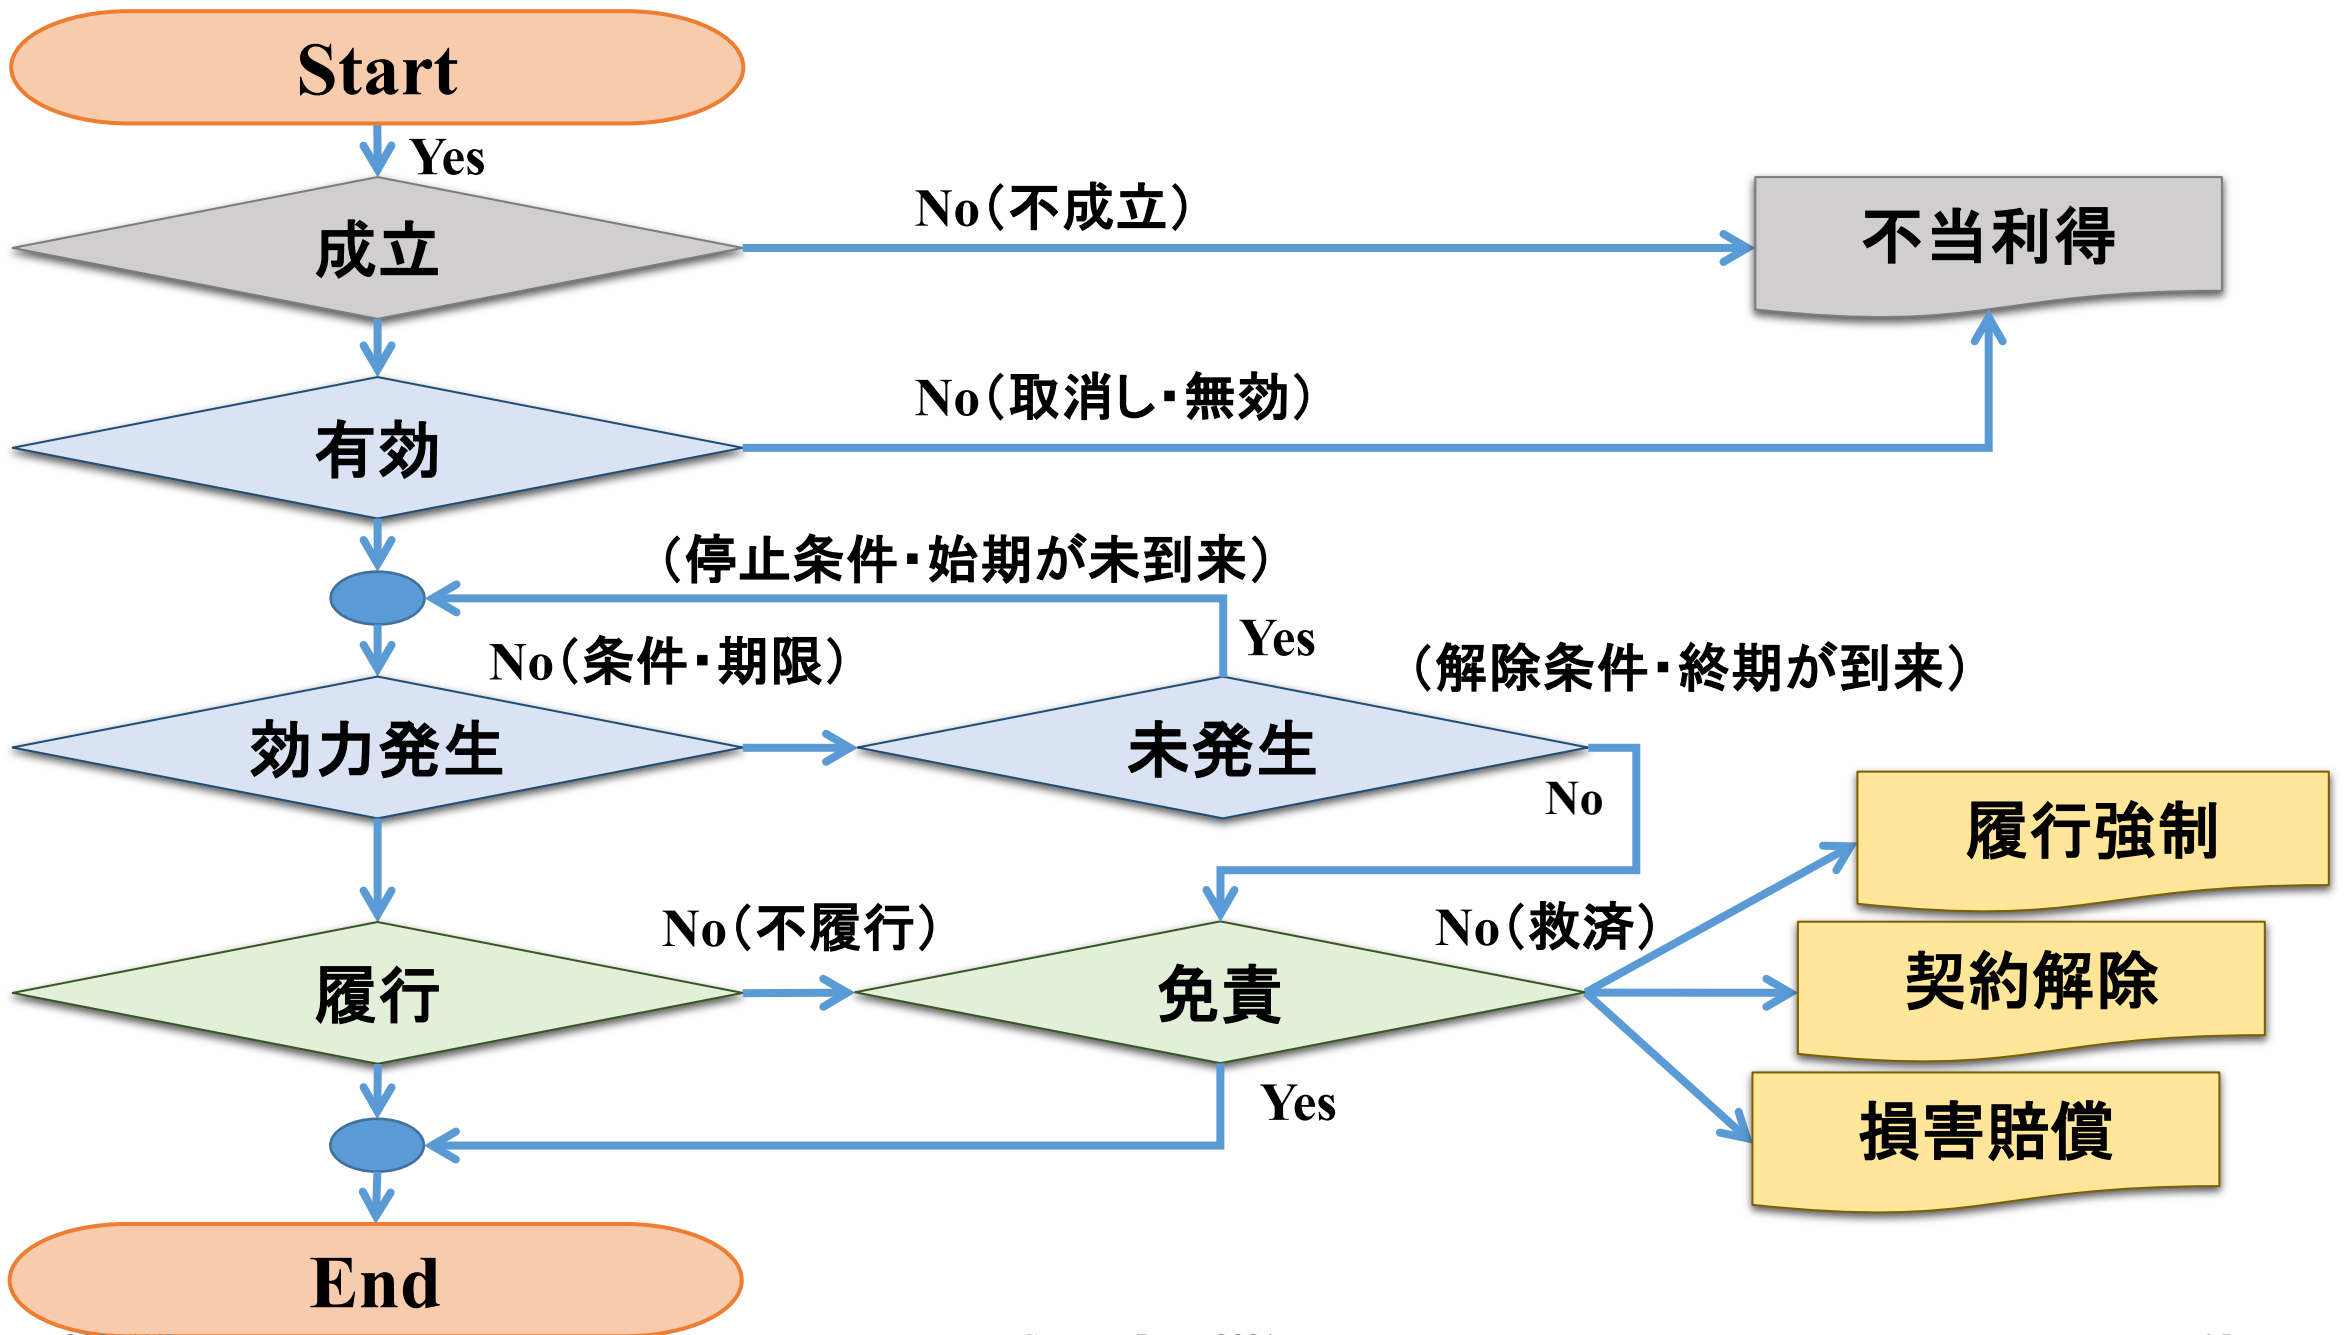 Start
Yes
成立
No（不成立）
不当利得
有効
No（取消し・無効）
（停止条件・始期が未到来）
No（条件・期限）
Yes
（解除条件・終期が到来）
効力発生
未発生
No
履行強制
No（不履行）
No（救済）
履行
免責
契約解除
Yes
損害賠償
End